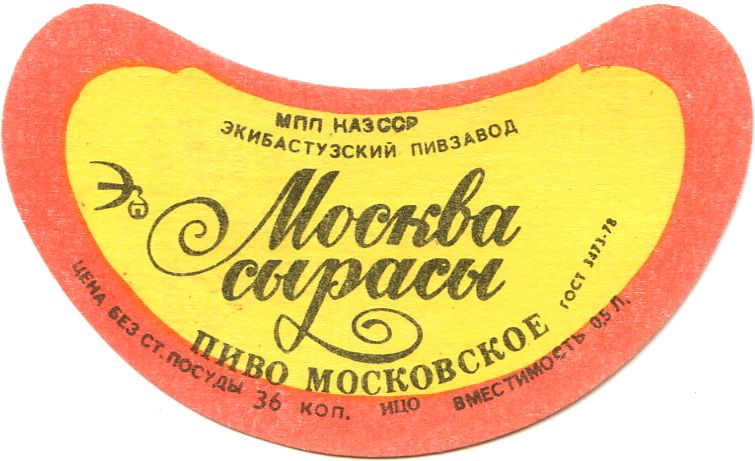 МПП КАЗССР
ЭКИБАСТУЗСКИЙ ПИВЗАВОД
Москва
сырасы
ГОСТ 3473-78
ПИВО МОСКОВСКОЕ
ЦЕНА БЕЗ СТ. ПОСУДЫ 36 КОП. ИЦО ВМЕСТИМОСТЬ 0,5 Л.